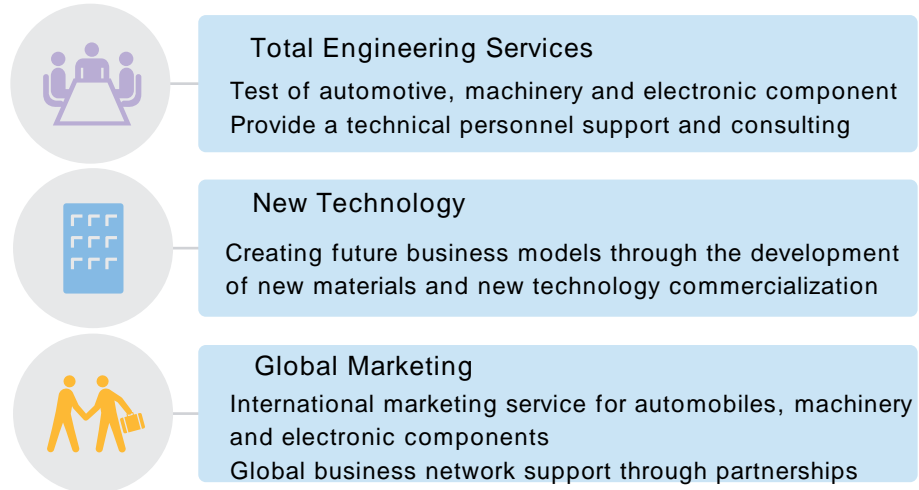 Total Engineering Services
Test of automotive, machinery and electronic component
Provide a technical personnel support and consulting
New Technology
Creating future business models through the development
of new materials and new technology commercialization
Global Marketing
International marketing service for automobiles, machinery
and electronic components
Global business network support through partnerships